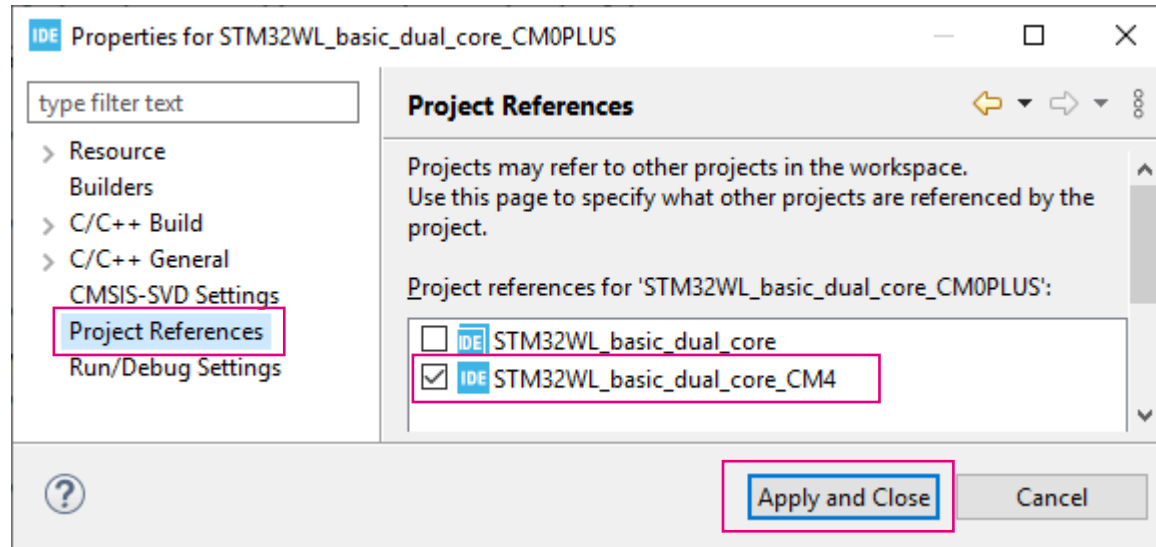 IDE Properties for STM32WL_basic_dual_core_CM0PLUS
type filter text
Resource
Builders
C/C++ Build
C/C++ General
CMSIS-SVD Settings
Project References
Run/Debug Settings
Project References
Projects may refer to other projects in the workspace.
Use this page to specify what other projects are referenced by the
project.
Project references for 'STM32WL_basic_dual_core_CM0PLUS':
IDE STM32WL_basic_dual_core
IDE STM32WL_basic_dual_core_CM4
?
Apply and Close
Cancel